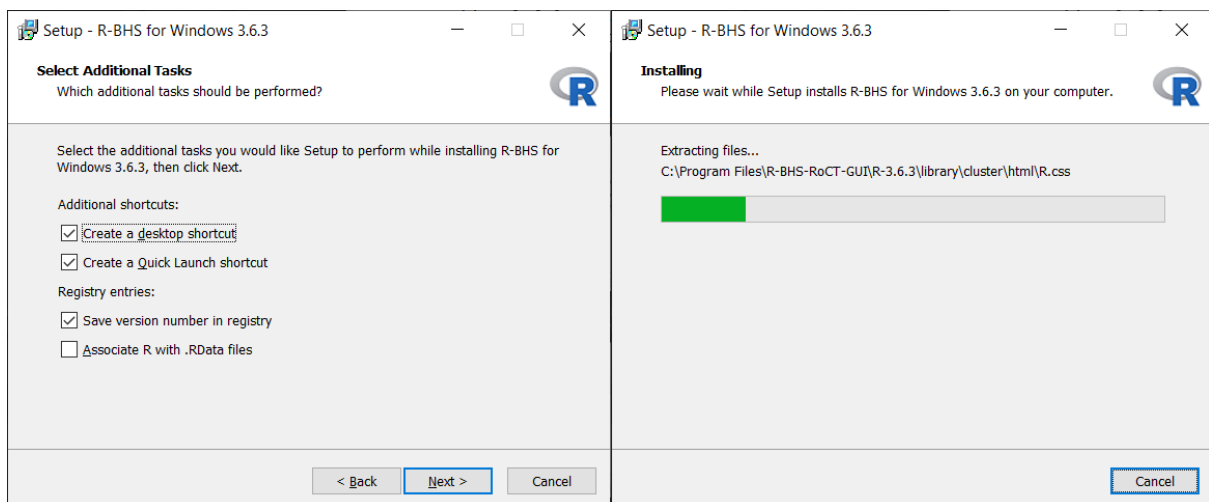 Setup - R-BHS for Windows 3.6.3
Select Additional Tasks
Which additional tasks should be performed?
R
Select the additional tasks you would like Setup to perform while installing R-BHS for
Windows 3.6.3, then click Next.
Additional shortcuts:
Create a desktop shortcut
Create a Quick Launch shortcut
Registry entries:
Save version number in registry
Associate R with .RData files
< Back
Next >
Cancel
Setup - R-BHS for Windows 3.6.3
Installing
Please wait while Setup installs R-BHS for Windows 3.6.3 on your computer.
R
Extracting files...
C:\Program Files\R-BHS-RoCT-GUI\R-3.6.3\library\cluster\html\R.css
Cancel